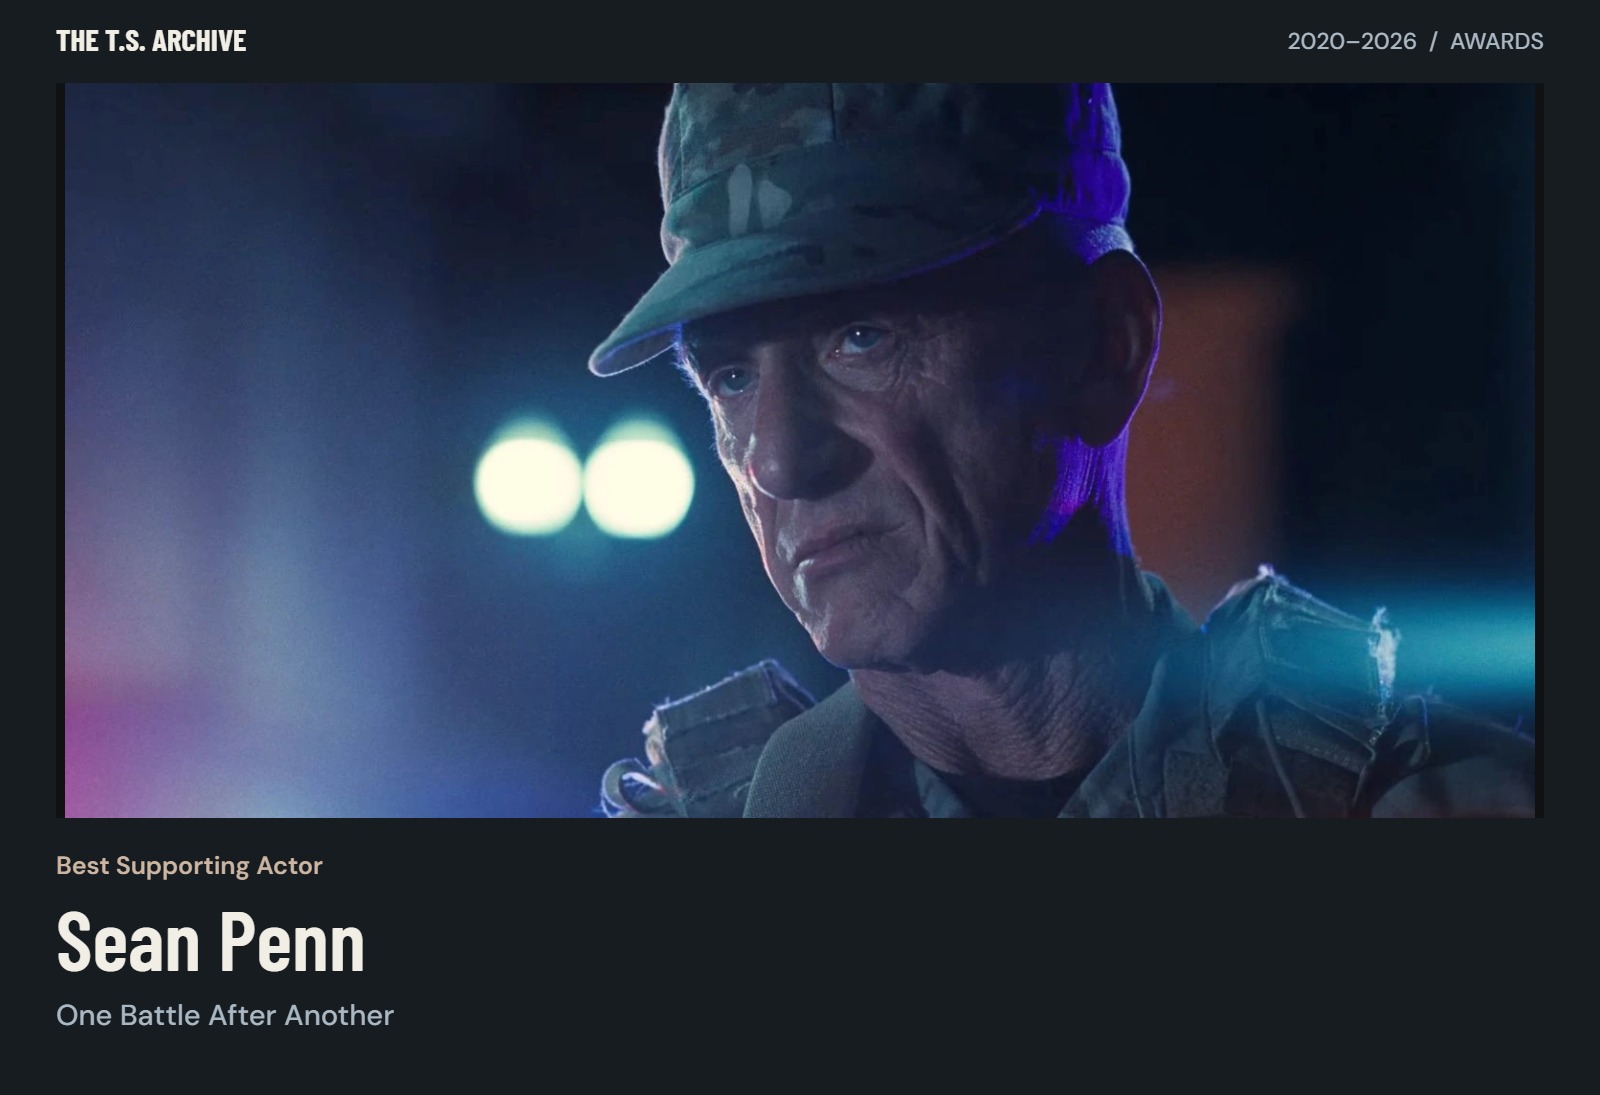 THE T.S. ARCHIVE
2020–2026 / AWARDS
Best Supporting Actor
Sean Penn
One Battle After Another